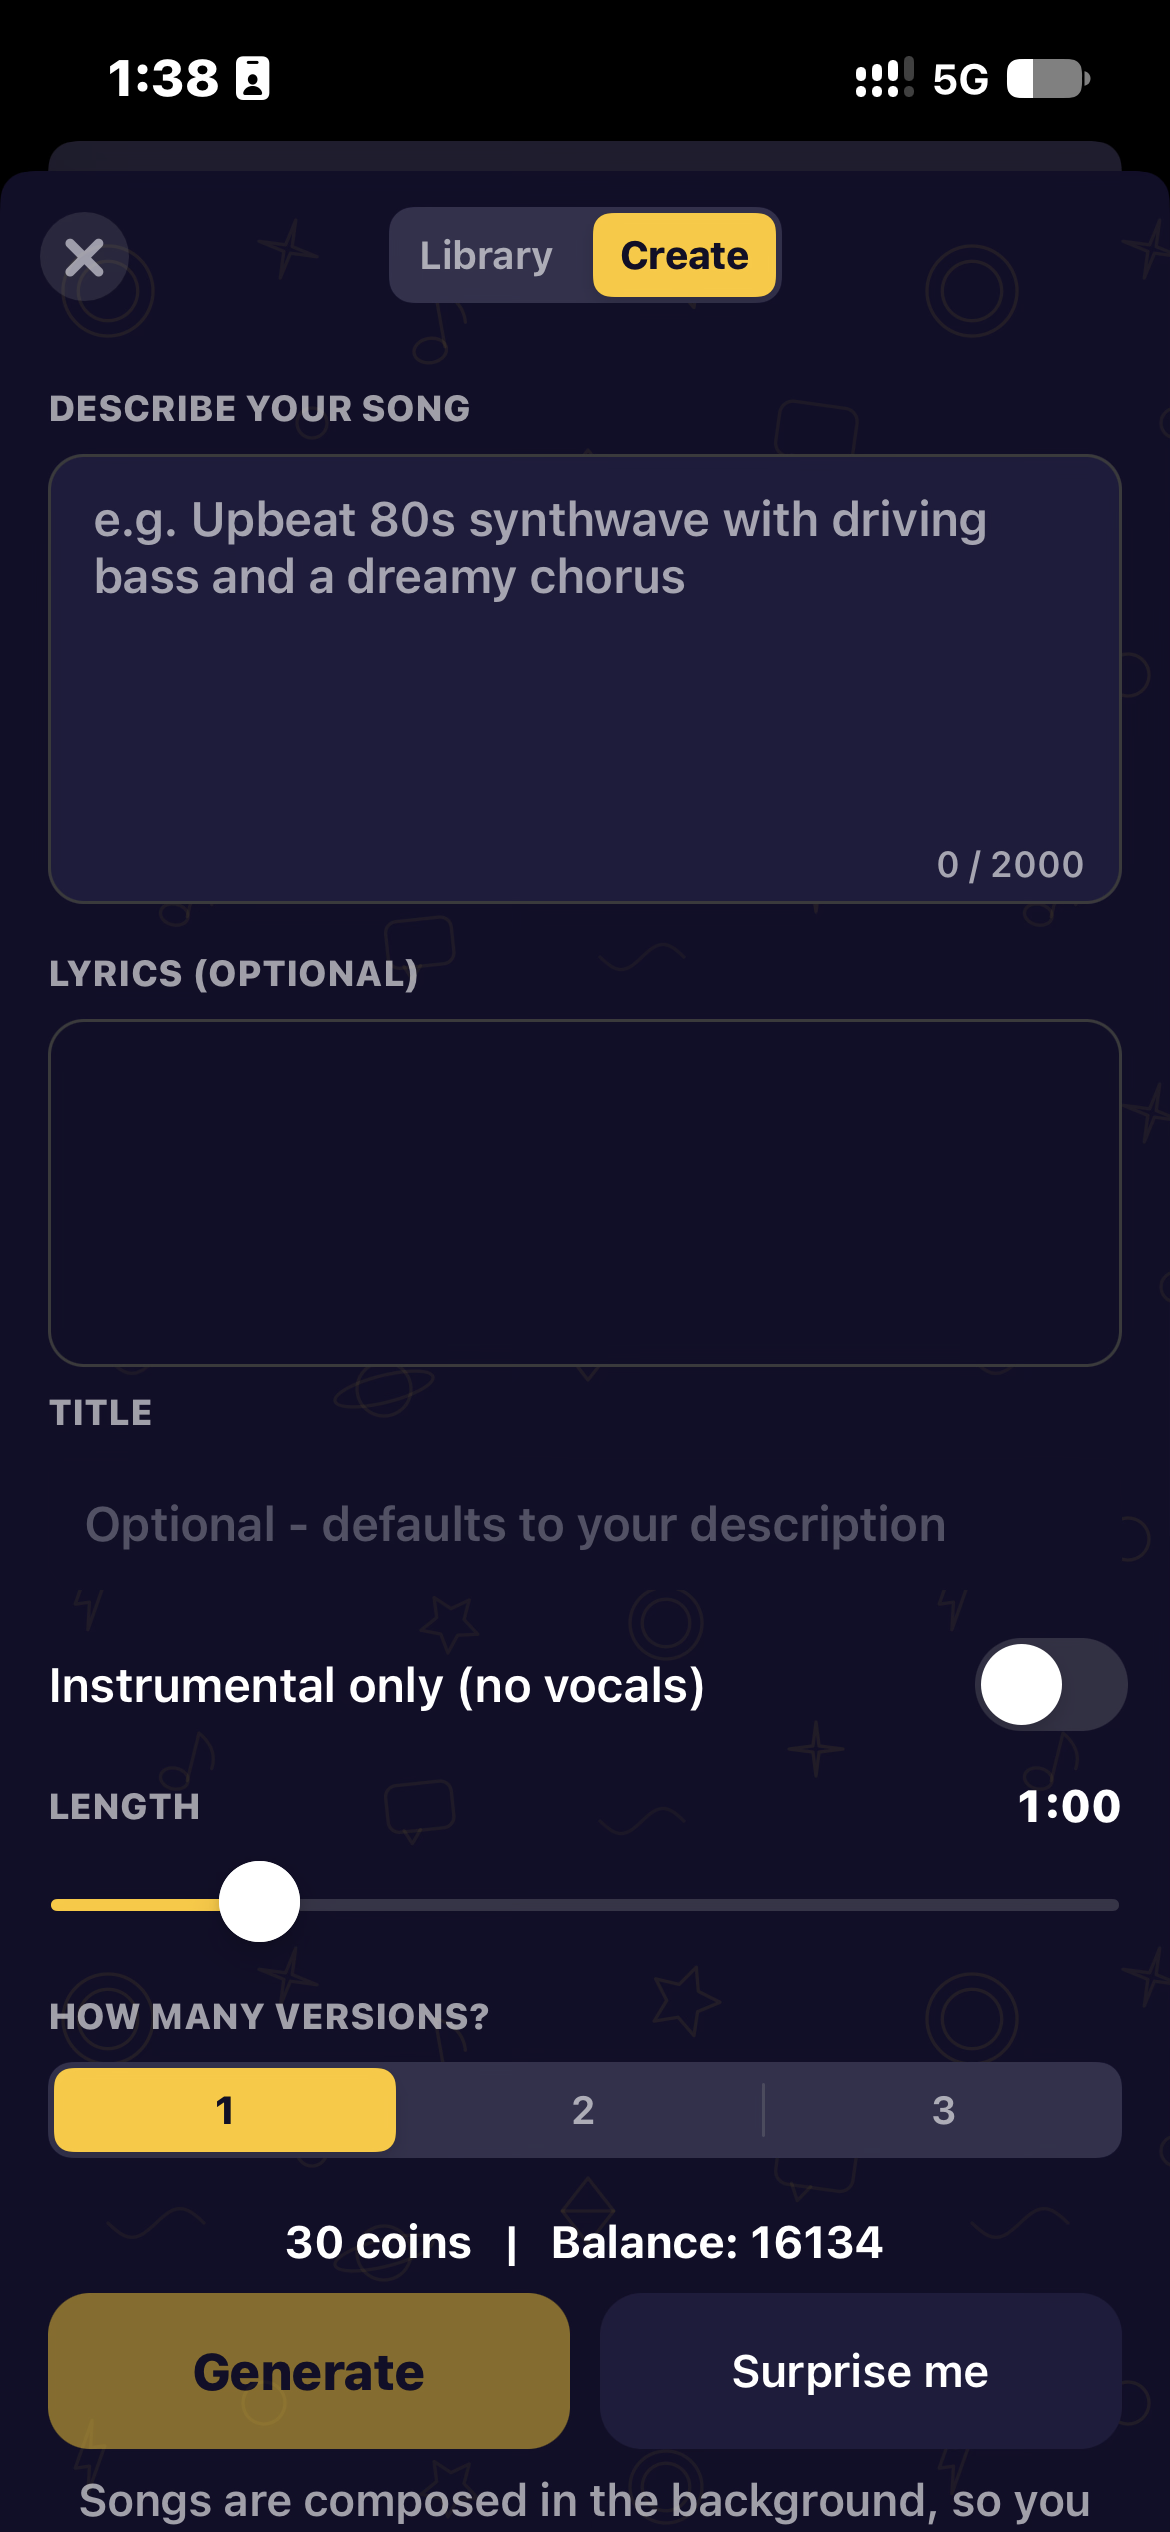 1:38
5G
Library
Create
DESCRIBE YOUR SONG
e.g. Upbeat 80s synthwave with driving
bass and a dreamy chorus
0 / 2000
LYRICS (OPTIONAL)
TITLE
Optional - defaults to your description
Instrumental only (no vocals)
LENGTH
1:00
HOW MANY VERSIONS?
1
2
3
30 coins | Balance: 16134
Generate
Surprise me
Songs are composed in the background, so you